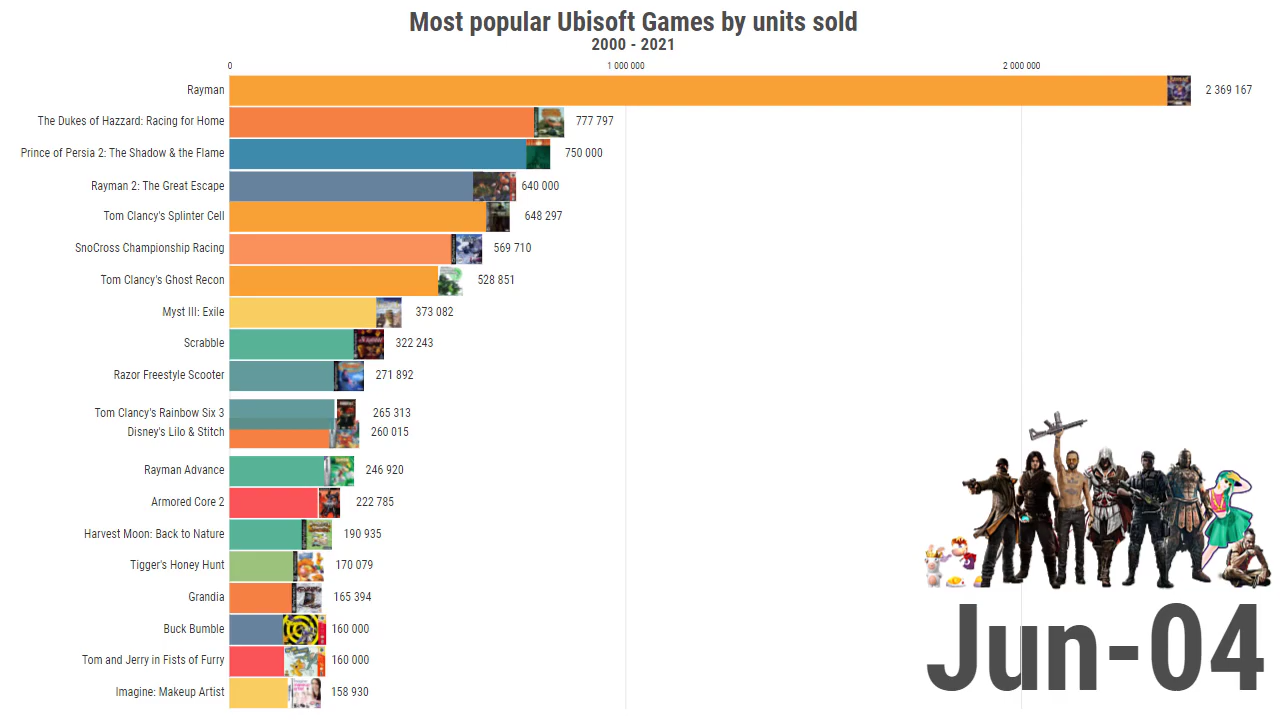 Most popular Ubisoft Games by units sold
2000 - 2021
0 1 000 000 2 000 000
Rayman 2 369 167
The Dukes of Hazzard: Racing for Home 777 797
Prince of Persia 2: The Shadow & the Flame 750 000
Rayman 2: The Great Escape 640 000
Tom Clancy's Splinter Cell 648 297
SnoCross Championship Racing 569 710
Tom Clancy's Ghost Recon 528 851
Myst III: Exile 373 082
Scrabble 322 243
Razor Freestyle Scooter 271 892
Tom Clancy's Rainbow Six 3 265 313
Disney's Lilo & Stitch 260 015
Rayman Advance 246 920
Armored Core 2 222 785
Harvest Moon: Back to Nature 190 935
Tigger's Honey Hunt 170 079
Grandia 165 394
Buck Bumble 160 000
Tom and Jerry in Fists of Furry 160 000
Imagine: Makeup Artist 158 930
Jun-04